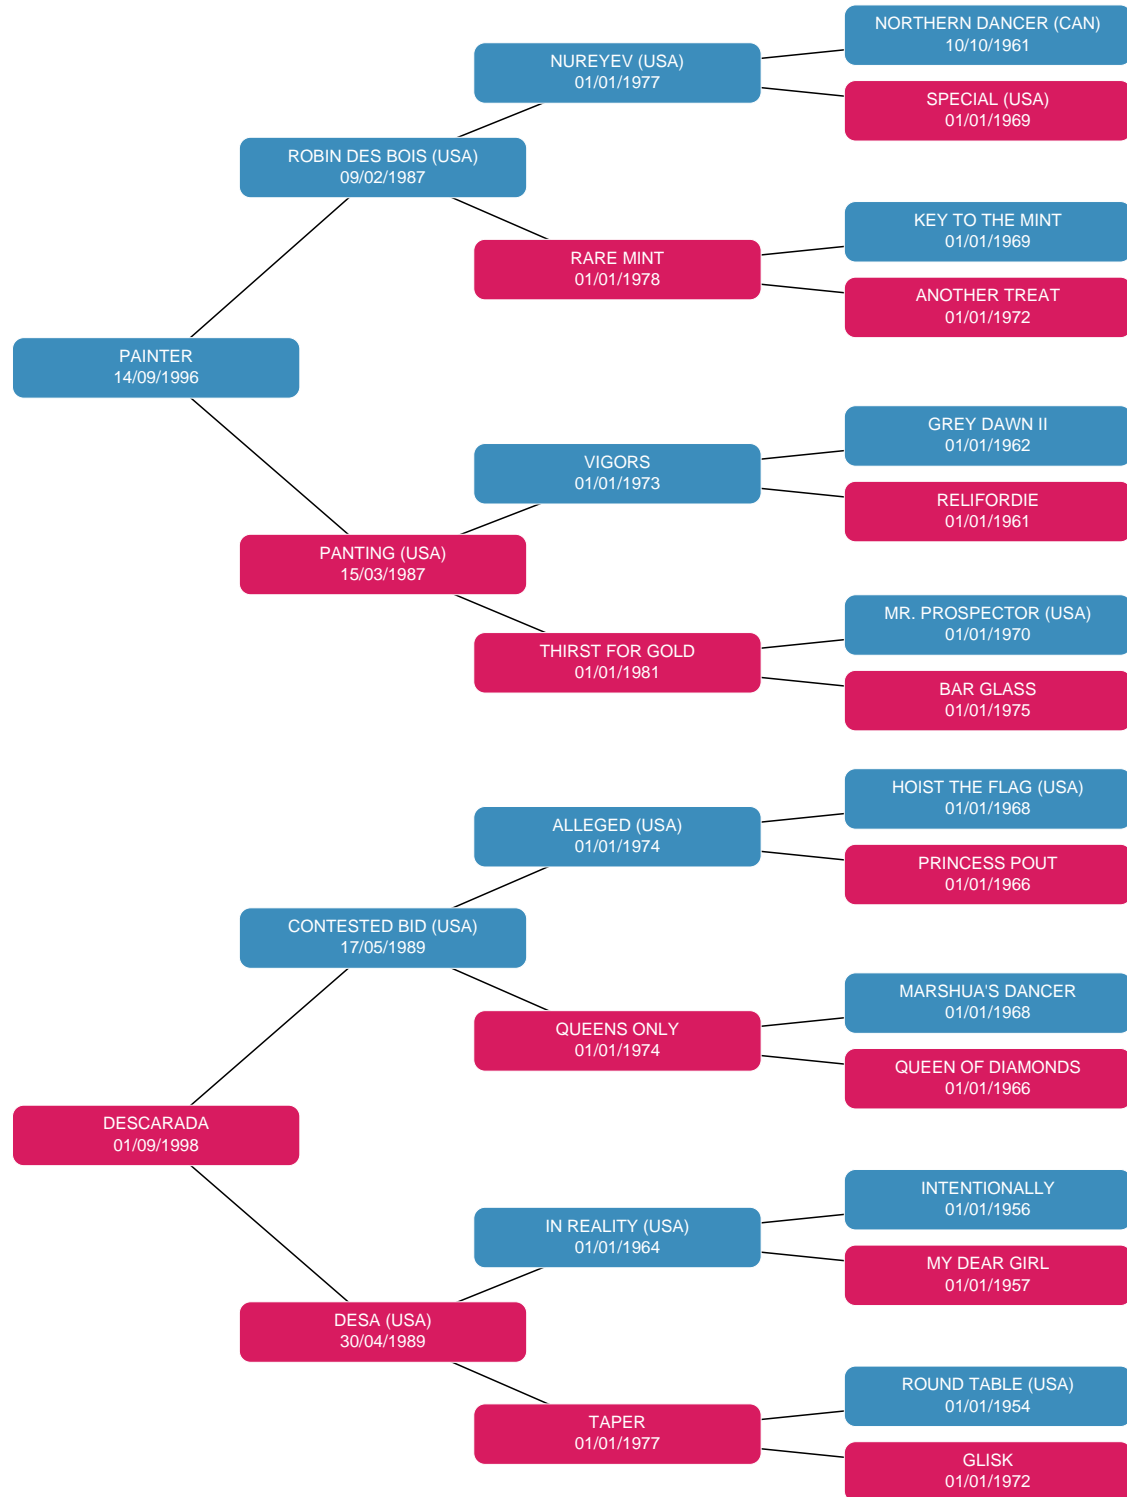 NORTHERN DANCER (CAN)
10/10/1961
NUREYEV (USA)
01/01/1977
SPECIAL (USA)
01/01/1969
ROBIN DES BOIS (USA)
09/02/1987
KEY TO THE MINT
01/01/1969
RARE MINT
01/01/1978
ANOTHER TREAT
01/01/1972
PAINTER
14/09/1996
GREY DAWN II
01/01/1962
VIGORS
01/01/1973
RELIFORDIE
01/01/1961
PANTING (USA)
15/03/1987
MR. PROSPECTOR (USA)
01/01/1970
THIRST FOR GOLD
01/01/1981
BAR GLASS
01/01/1975
HOIST THE FLAG (USA)
01/01/1968
ALLEGED (USA)
01/01/1974
PRINCESS POUT
01/01/1966
CONTESTED BID (USA)
17/05/1989
MARSHUA'S DANCER
01/01/1968
QUEENS ONLY
01/01/1974
QUEEN OF DIAMONDS
01/01/1966
DESCARADA
01/09/1998
INTENTIONALLY
01/01/1956
IN REALITY (USA)
01/01/1964
MY DEAR GIRL
01/01/1957
DESA (USA)
30/04/1989
ROUND TABLE (USA)
01/01/1954
TAPER
01/01/1977
GLISK
01/01/1972